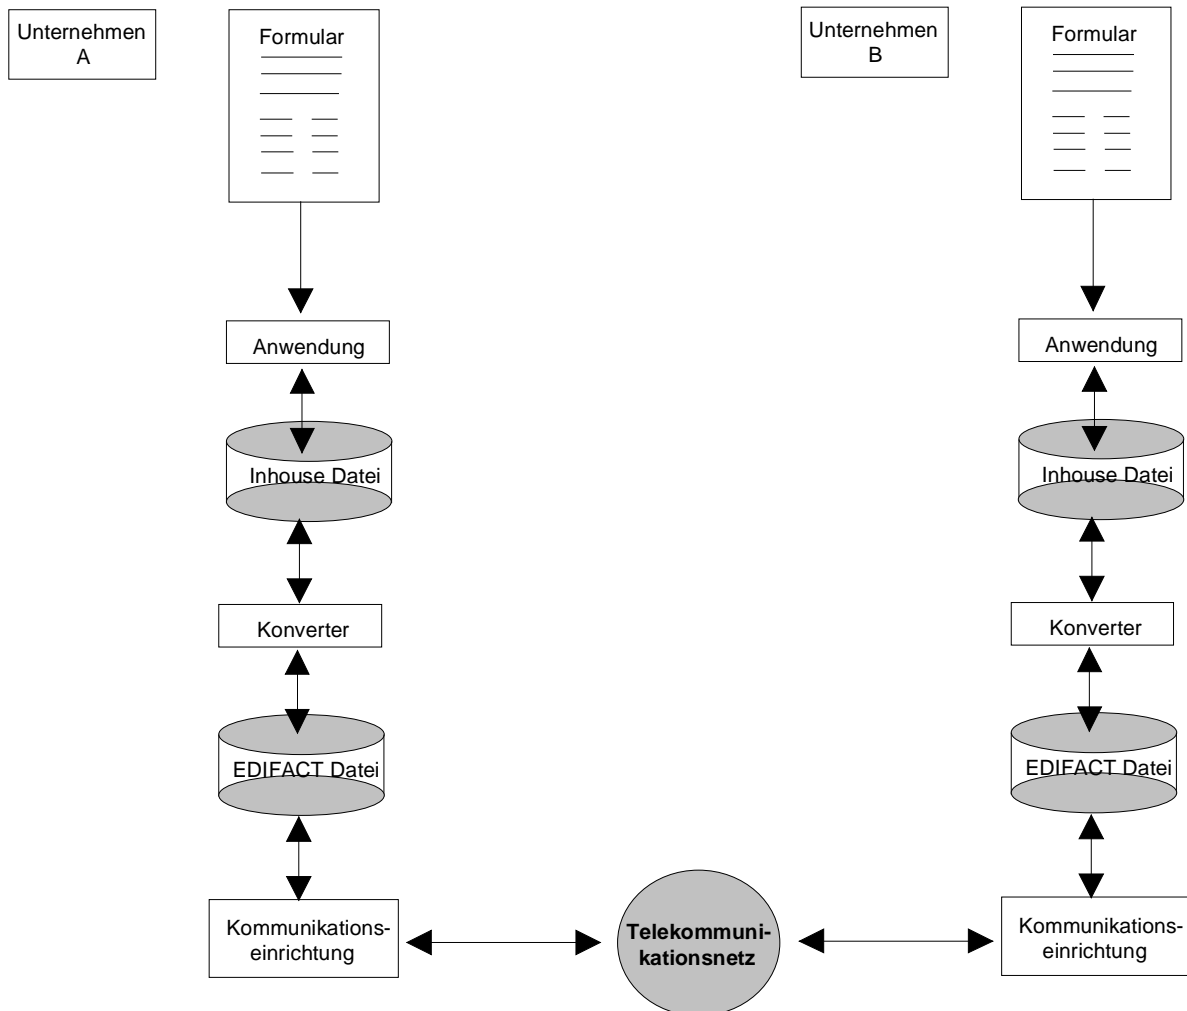 Unternehmen
A
Formular
Anwendung
Inhouse Datei
Konverter
EDIFACT Datei
Kommunikations-
einrichtung
Telekommuni-
kationsnetz
Unternehmen
B
Formular
Anwendung
Inhouse Datei
Konverter
EDIFACT Datei
Kommunikations-
einrichtung